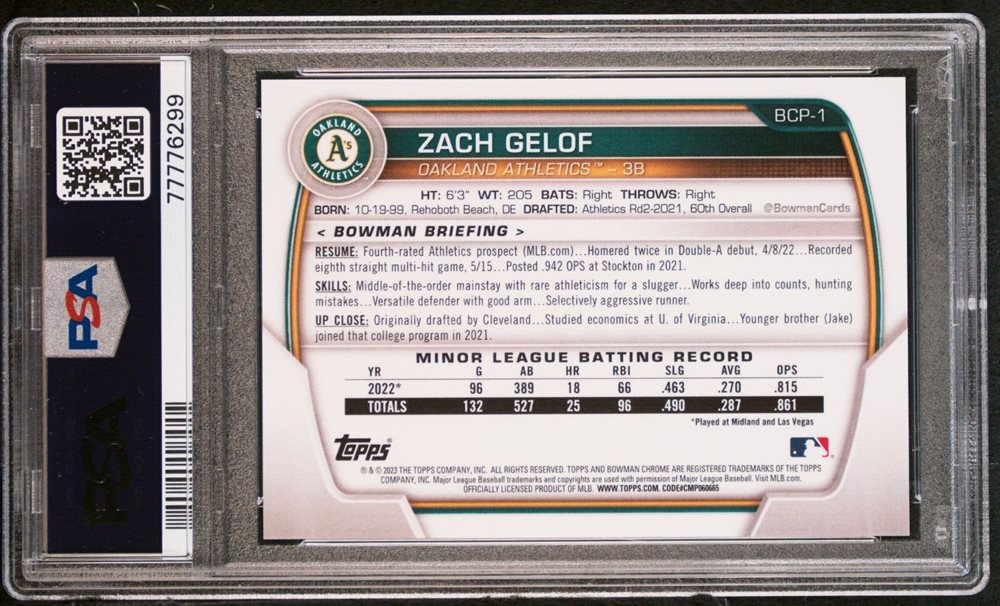 77776299
PSA
PSA
BCP-1
OAKLAND
A's
ATHLETICS
ZACH GELOF
OAKLAND ATHLETICS™ - 3B
HT: 6'3" WT: 205 BATS: Right THROWS: Right
BORN: 10-19-99, Rehoboth Beach, DE DRAFTED: Athletics Rd2-2021, 60th Overall @BowmanCards
< BOWMAN BRIEFING >
RESUME: Fourth-rated Athletics prospect (MLB.com)...Homered twice in Double-A debut, 4/8/22...Recorded
eighth straight multi-hit game, 5/15...Posted .942 OPS at Stockton in 2021.
SKILLS: Middle-of-the-order mainstay with rare athleticism for a slugger...Works deep into counts, hunting
mistakes...Versatile defender with good arm...Selectively aggressive runner.
UP CLOSE: Originally drafted by Cleveland...Studied economics at U. of Virginia...Younger brother (Jake)
joined that college program in 2021.
MINOR LEAGUE BATTING RECORD
YR G AB HR RBI SLG AVG OPS
2022* 96 389 18 66 .463 .270 .815
TOTALS 132 527 25 96 .490 .287 .861
*Played at Midland and Las Vegas
Topps®
® & © 2023 THE TOPPS COMPANY, INC. ALL RIGHTS RESERVED. TOPPS AND BOWMAN CHROME ARE REGISTERED TRADEMARKS OF THE TOPPS
COMPANY, INC. Major League Baseball trademarks and copyrights are used with permission of Major League Baseball. Visit MLB.com.
OFFICIALLY LICENSED PRODUCT OF MLB. WWW.TOPPS.COM. CODE#CMP060665